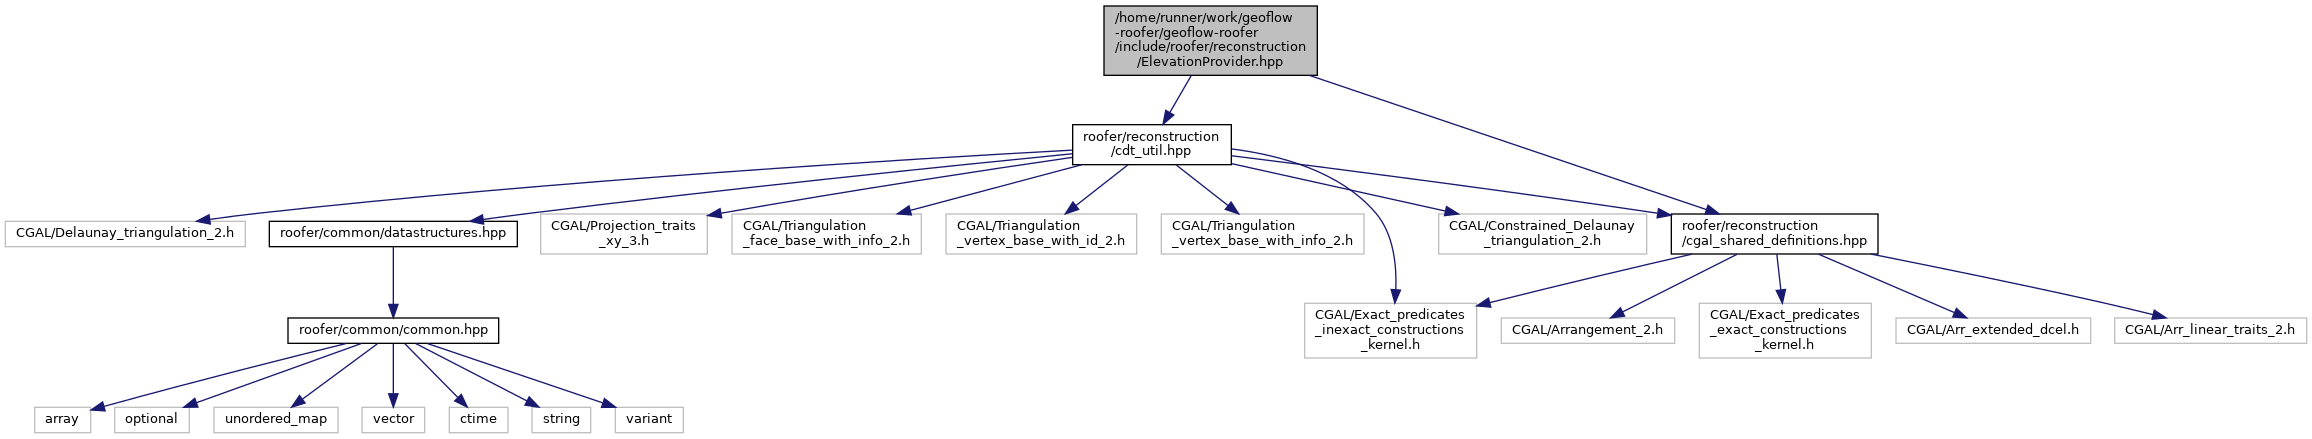 /home/runner/work/geoflow
-roofer/geoflow-roofer
/include/roofer/reconstruction
/ElevationProvider.hpp
roofer/reconstruction
/cdt_util.hpp
CGAL/Delaunay_triangulation_2.h
roofer/common/datastructures.hpp
CGAL/Projection_traits
_xy_3.h
CGAL/Triangulation
_face_base_with_info_2.h
CGAL/Triangulation
_vertex_base_with_id_2.h
CGAL/Triangulation
_vertex_base_with_info_2.h
CGAL/Constrained_Delaunay
_triangulation_2.h
roofer/reconstruction
/cgal_shared_definitions.hpp
roofer/common/common.hpp
CGAL/Exact_predicates
_inexact_constructions
_kernel.h
CGAL/Arrangement_2.h
CGAL/Exact_predicates
_exact_constructions
_kernel.h
CGAL/Arr_extended_dcel.h
CGAL/Arr_linear_traits_2.h
array
optional
unordered_map
vector
ctime
string
variant